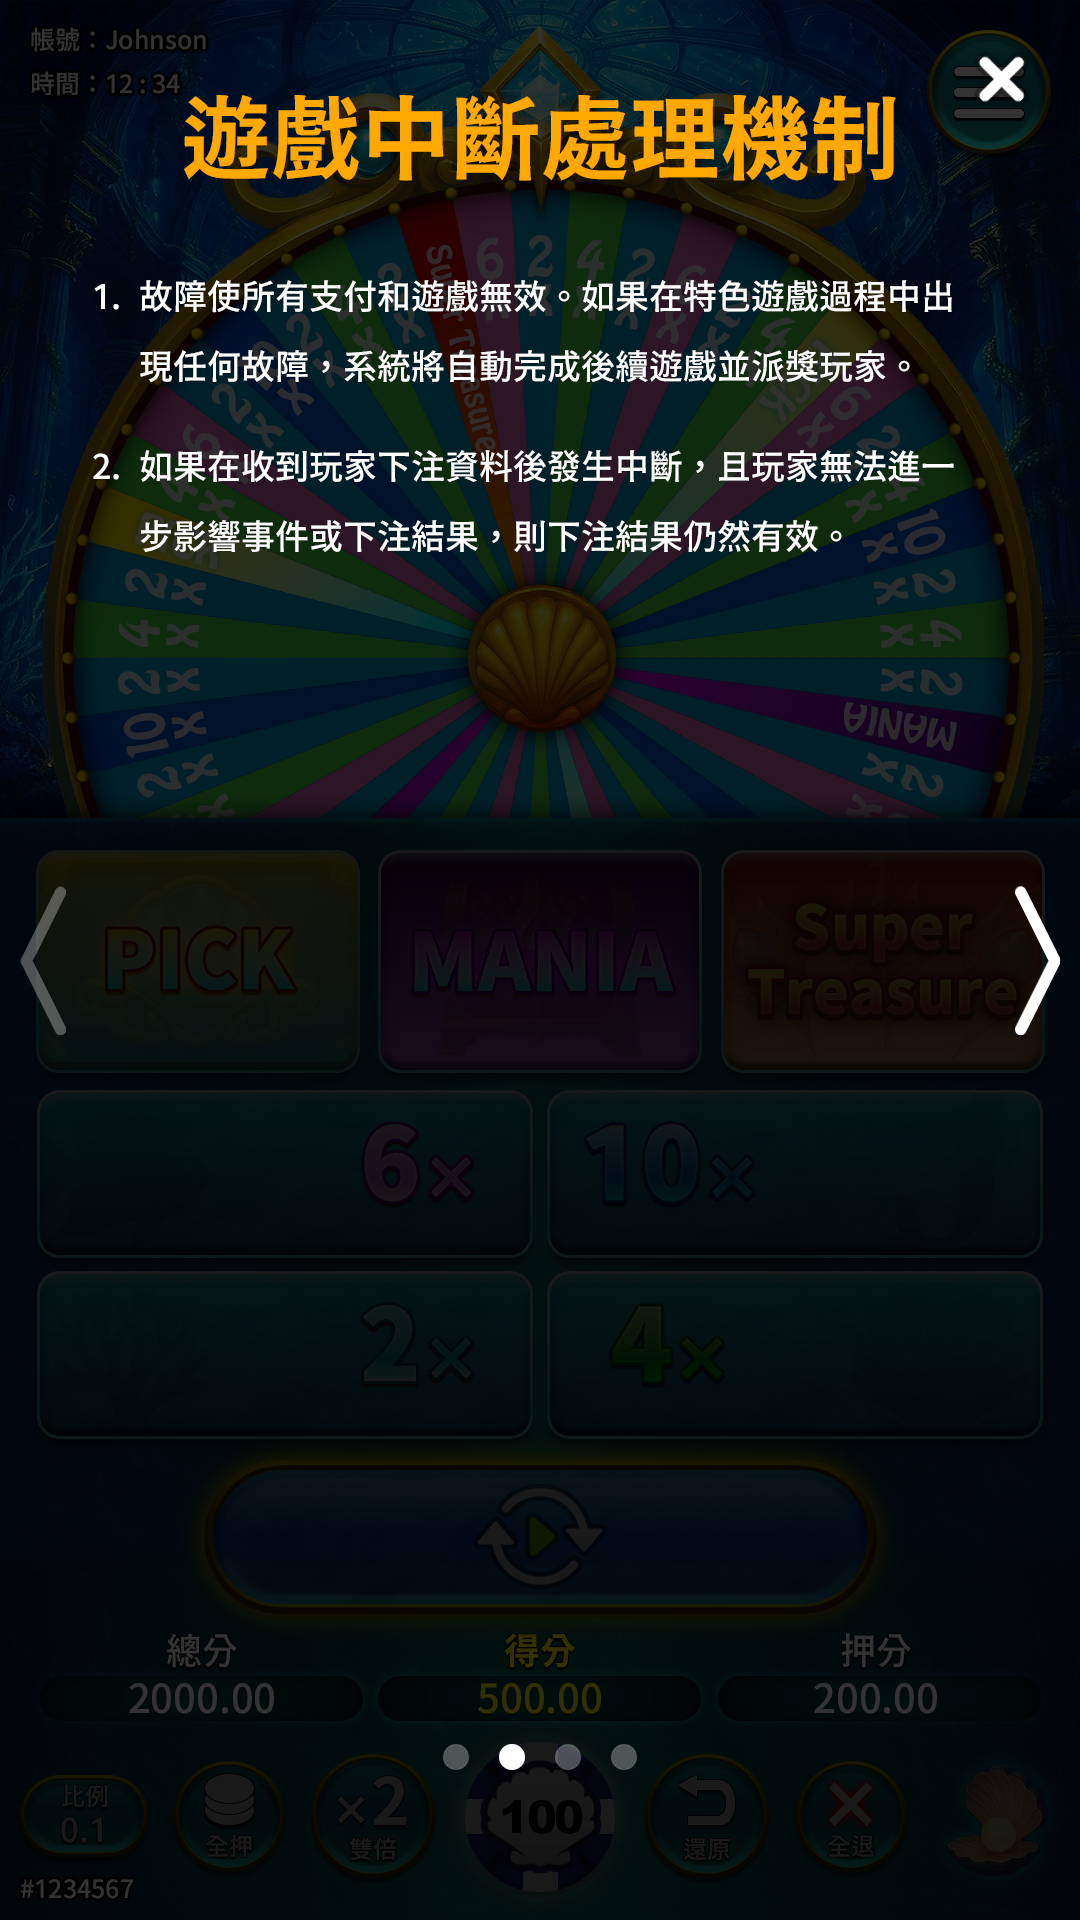 帳號：Johnson
時間：12 : 34
遊戲中斷處理機制
1. 故障使所有支付和遊戲無效。如果在特色遊戲過程中出
現任何故障，系統將自動完成後續遊戲並派獎玩家。
2. 如果在收到玩家下注資料後發生中斷，且玩家無法進一
步影響事件或下注結果，則下注結果仍然有效。
MANIA
PICK
MANIA
Super
Treasure
6×
10×
2×
4×
總分
得分
押分
2000.00
500.00
200.00
比例
0.1
全押
×2
雙倍
100
還原
全退
#1234567